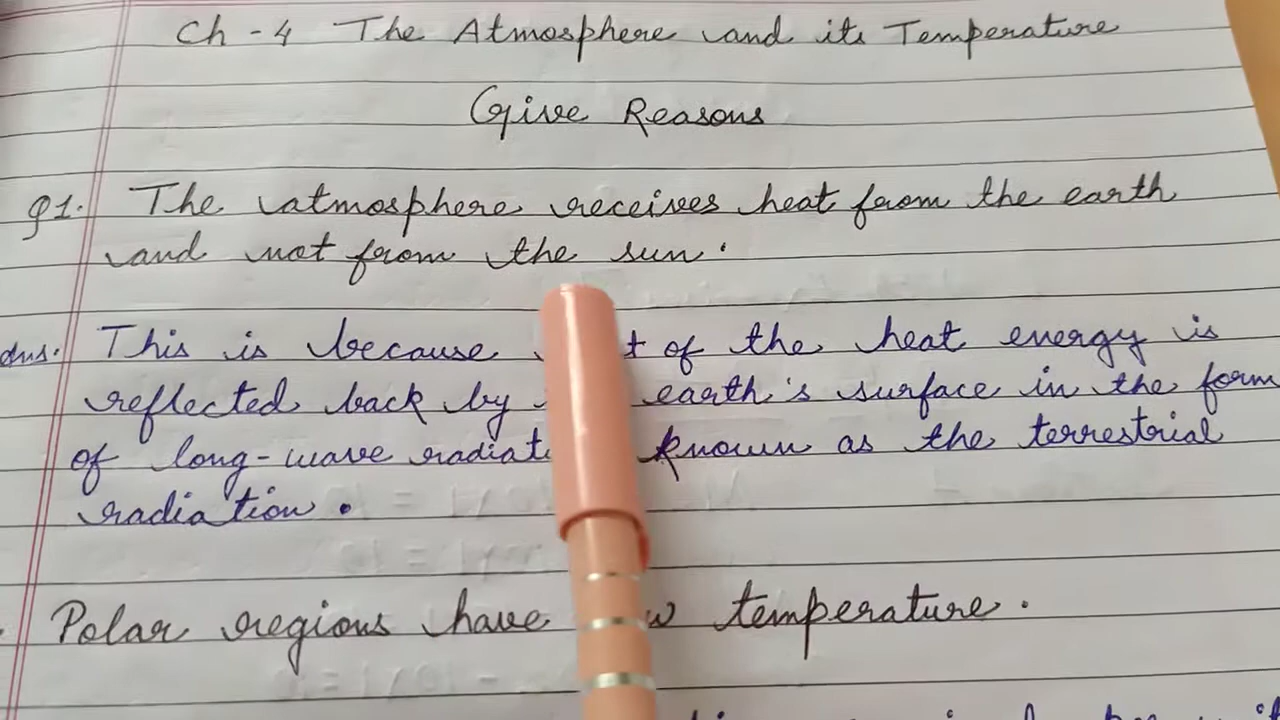 Ch - 4 The Atmosphere and its Temperature
Give Reasons
Q1. The atmosphere receives heat from the earth
and not from the sun.
Ans. This is because of the heat energy is
reflected back by earth's surface in the form
of long-wave known as the terrestrial
radiation.
Polar regions have temperature.